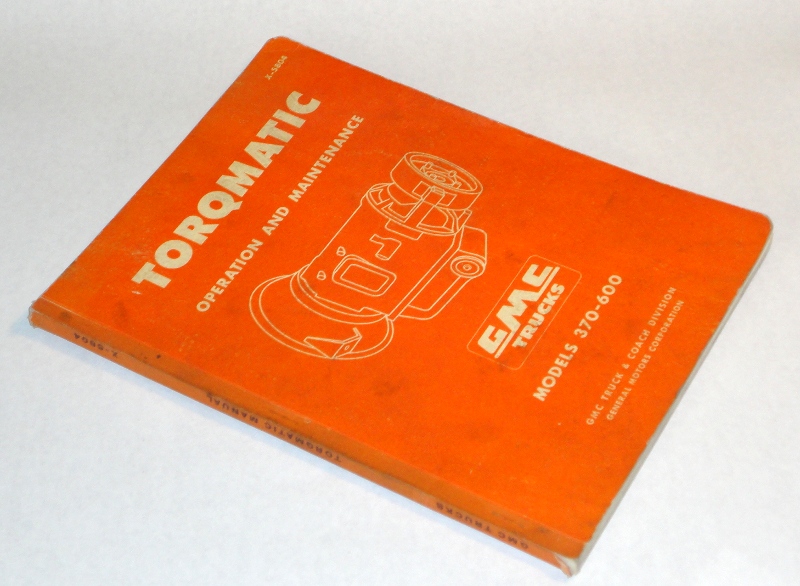 X-5804
TORQMATIC
OPERATION AND MAINTENANCE
GMC
TRUCKS
MODELS 370-600
GMC TRUCK & COACH DIVISION
GENERAL MOTORS CORPORATION
X-5804
TORQMATIC MANUAL
GMC TRUCKS